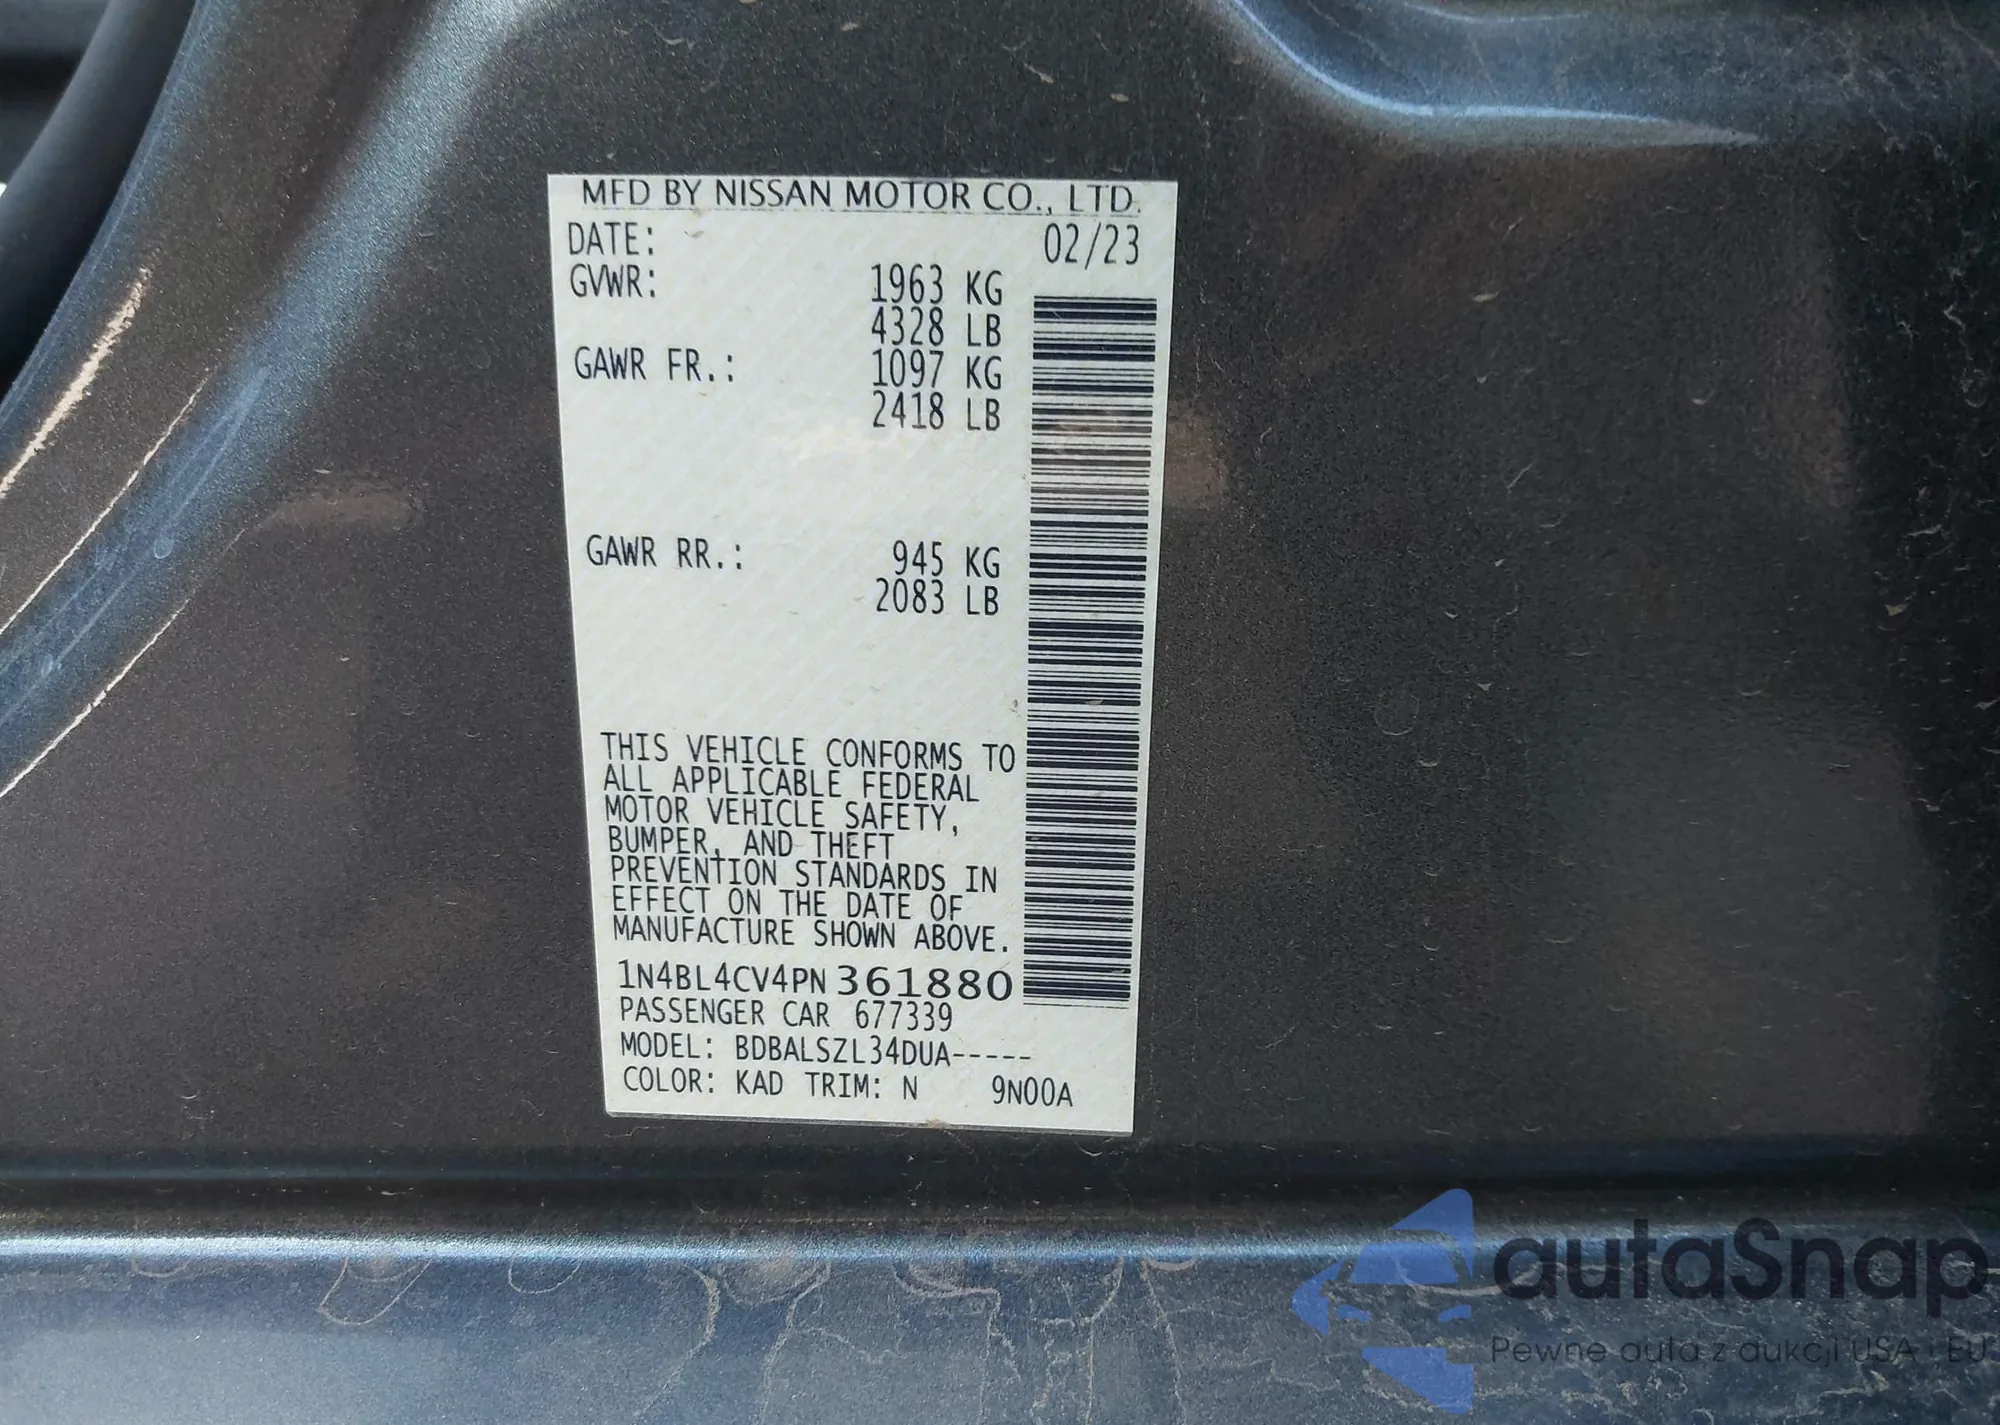 MFD BY NISSAN MOTOR CO., LTD.
DATE: 02/23
GVWR: 1963 KG
4328 LB
GAWR FR.: 1097 KG
2418 LB
GAWR RR.: 945 KG
2083 LB
THIS VEHICLE CONFORMS TO
ALL APPLICABLE FEDERAL
MOTOR VEHICLE SAFETY,
BUMPER, AND THEFT
PREVENTION STANDARDS IN
EFFECT ON THE DATE OF
MANUFACTURE SHOWN ABOVE.
1N4BL4CV4PN361880
PASSENGER CAR 677339
MODEL: BDBALSZL34DUA-----
COLOR: KAD TRIM: N 9N00A
autaSnap
Pewne auta z aukcji USA i EU